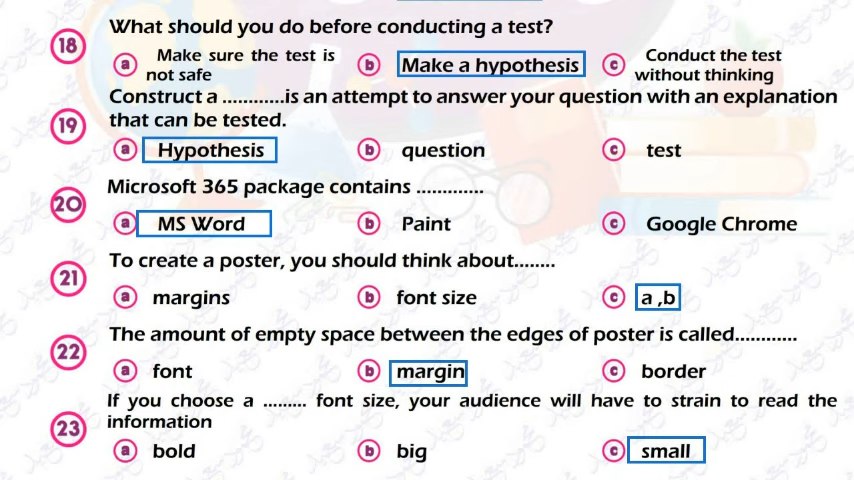 18 What should you do before conducting a test?
a Make sure the test is not safe b Make a hypothesis c Conduct the test without thinking
19 Construct a ............is an attempt to answer your question with an explanation
that can be tested.
a Hypothesis b question c test
20 Microsoft 365 package contains .............
a MS Word b Paint c Google Chrome
21 To create a poster, you should think about........
a margins b font size c a ,b
22 The amount of empty space between the edges of poster is called............
a font b margin c border
23 If you choose a ......... font size, your audience will have to strain to read the
information
a bold b big c small